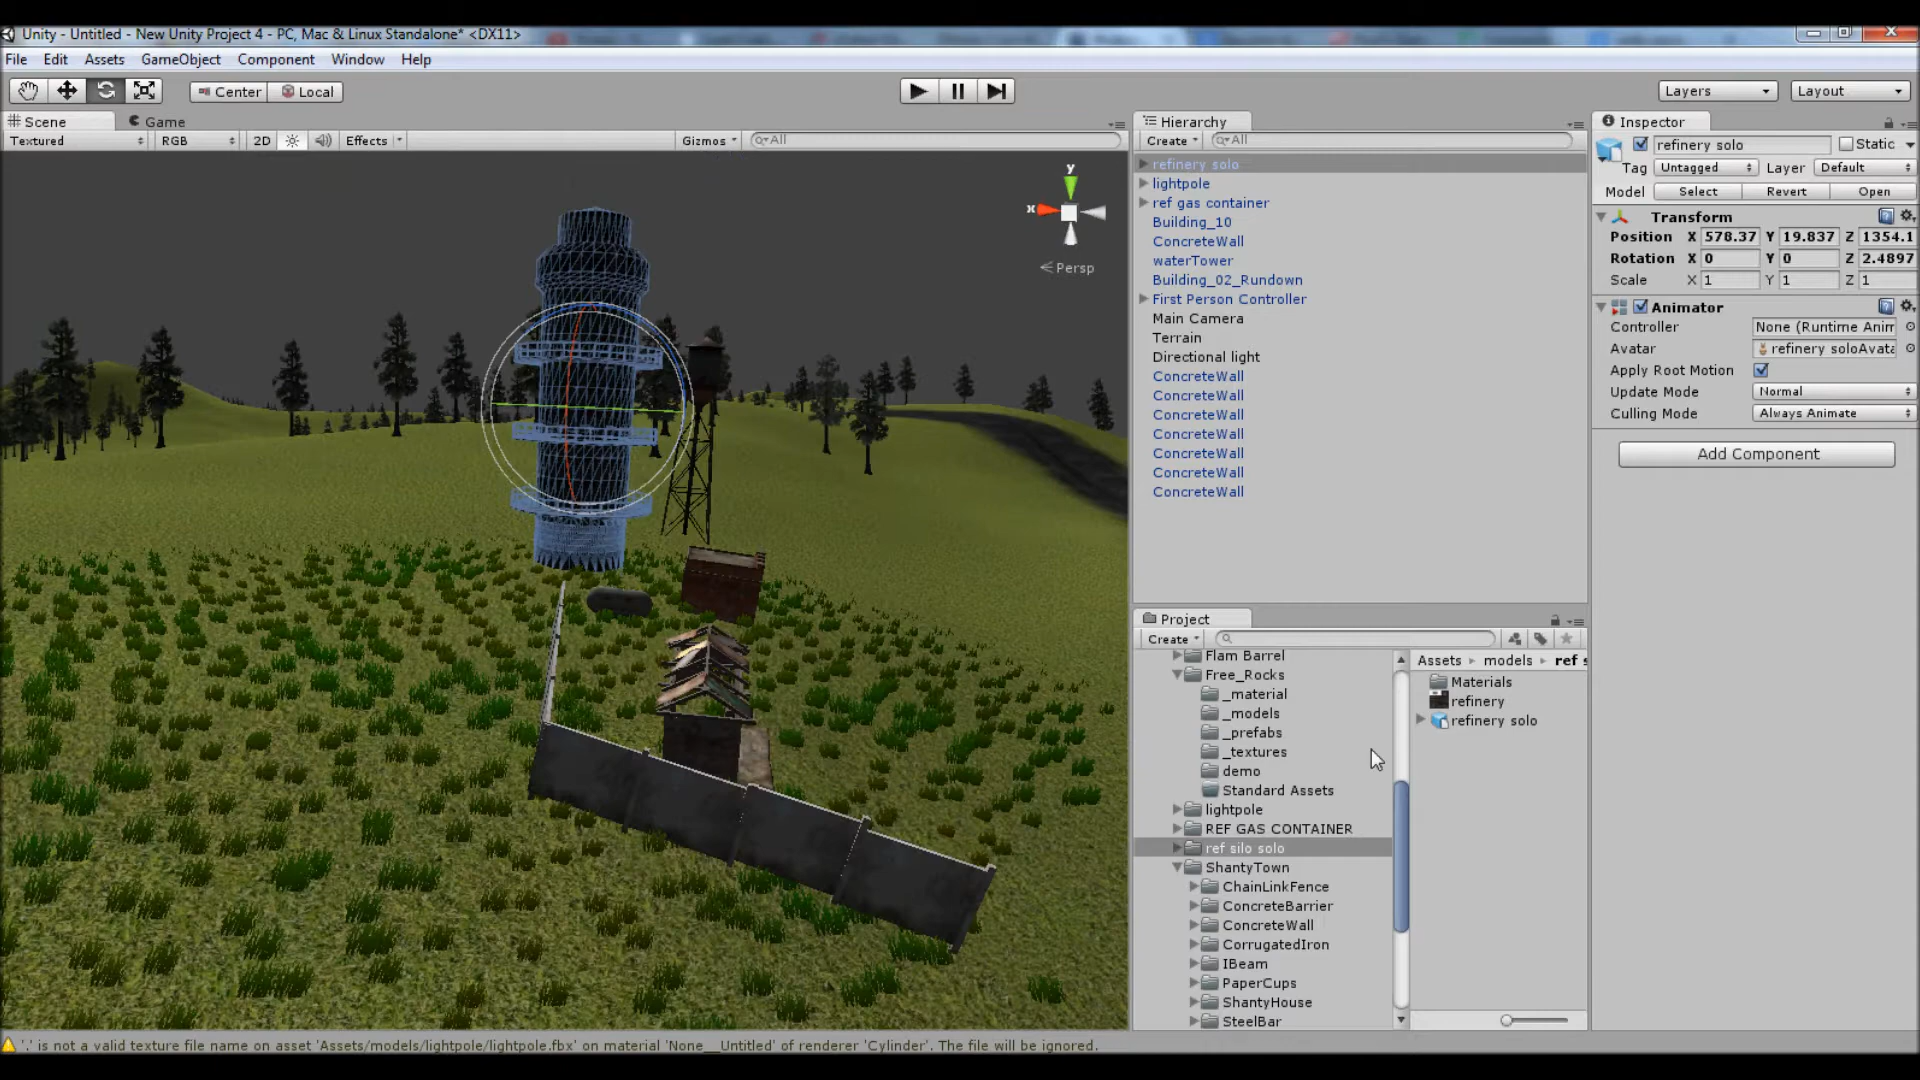 Unity - Untitled - New Unity Project 4 - PC, Mac & Linux Standalone* <DX11>
File Edit Assets GameObject Component Window Help
Center Local Layers Layout
Scene Game
Textured RGB 2D Effects Gizmos All
y
x
Persp
Hierarchy
Create All
refinery solo
lightpole
ref gas container
Building_10
ConcreteWall
waterTower
Building_02_Rundown
First Person Controller
Main Camera
Terrain
Directional light
ConcreteWall
ConcreteWall
ConcreteWall
ConcreteWall
ConcreteWall
ConcreteWall
ConcreteWall
Inspector
refinery solo Static
Tag Untagged Layer Default
Model Select Revert Open
Transform
Position X 578.37 Y 19.837 Z 1354.1
Rotation X 0 Y 0 Z 2.4897
Scale X 1 Y 1 Z 1
Animator
Controller None (Runtime Anim
Avatar refinery soloAvata
Apply Root Motion
Update Mode Normal
Culling Mode Always Animate
Add Component
Project
Create
Flam Barrel
Free_Rocks
_material
_models
_prefabs
_textures
demo
Standard Assets
lightpole
REF GAS CONTAINER
ref silo solo
ShantyTown
ChainLinkFence
ConcreteBarrier
ConcreteWall
CorrugatedIron
IBeam
PaperCups
ShantyHouse
SteelBar
Assets models ref s
Materials
refinery
refinery solo
'.' is not a valid texture file name on asset 'Assets/models/lightpole/lightpole.fbx' on material 'None__Untitled' of renderer 'Cylinder'. The file will be ignored.